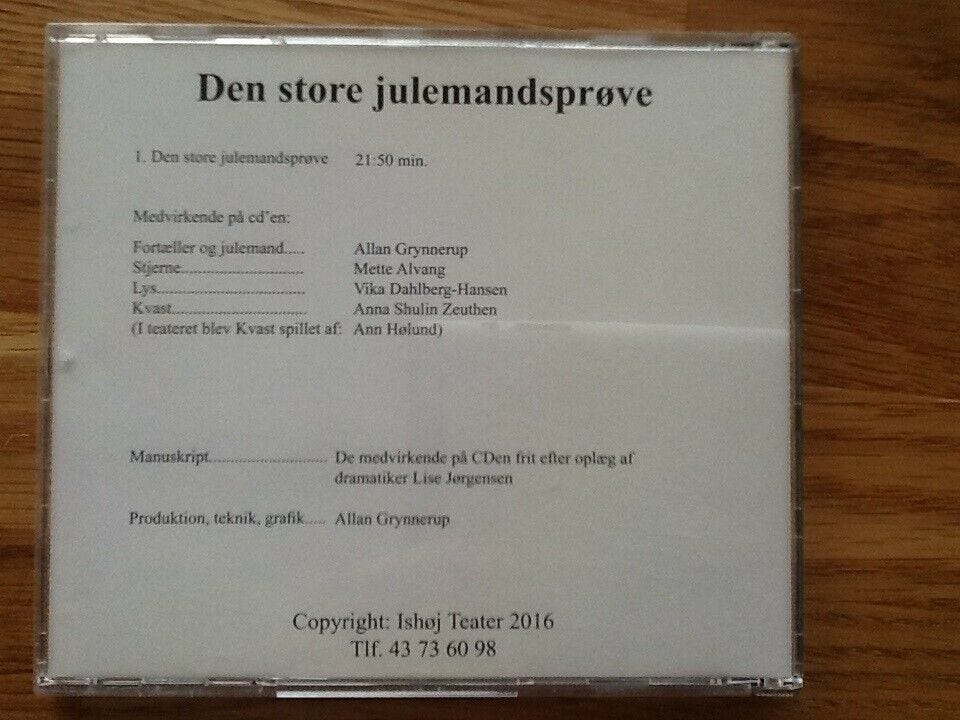 Den store julemandsprøve
1. Den store julemandsprøve 21:50 min.
Medvirkende på cd'en:
Fortæller og julemand..... Allan Grynnerup
Stjerne............................ Mette Alvang
Lys.................................. Vika Dahlberg-Hansen
Kvast............................... Anna Shulin Zeuthen
(I teateret blev Kvast spillet af: Ann Hølund)
Manuskript........................... De medvirkende på CDen frit efter oplæg af
dramatiker Lise Jørgensen
Produktion, teknik, grafik..... Allan Grynnerup
Copyright: Ishøj Teater 2016
Tlf. 43 73 60 98